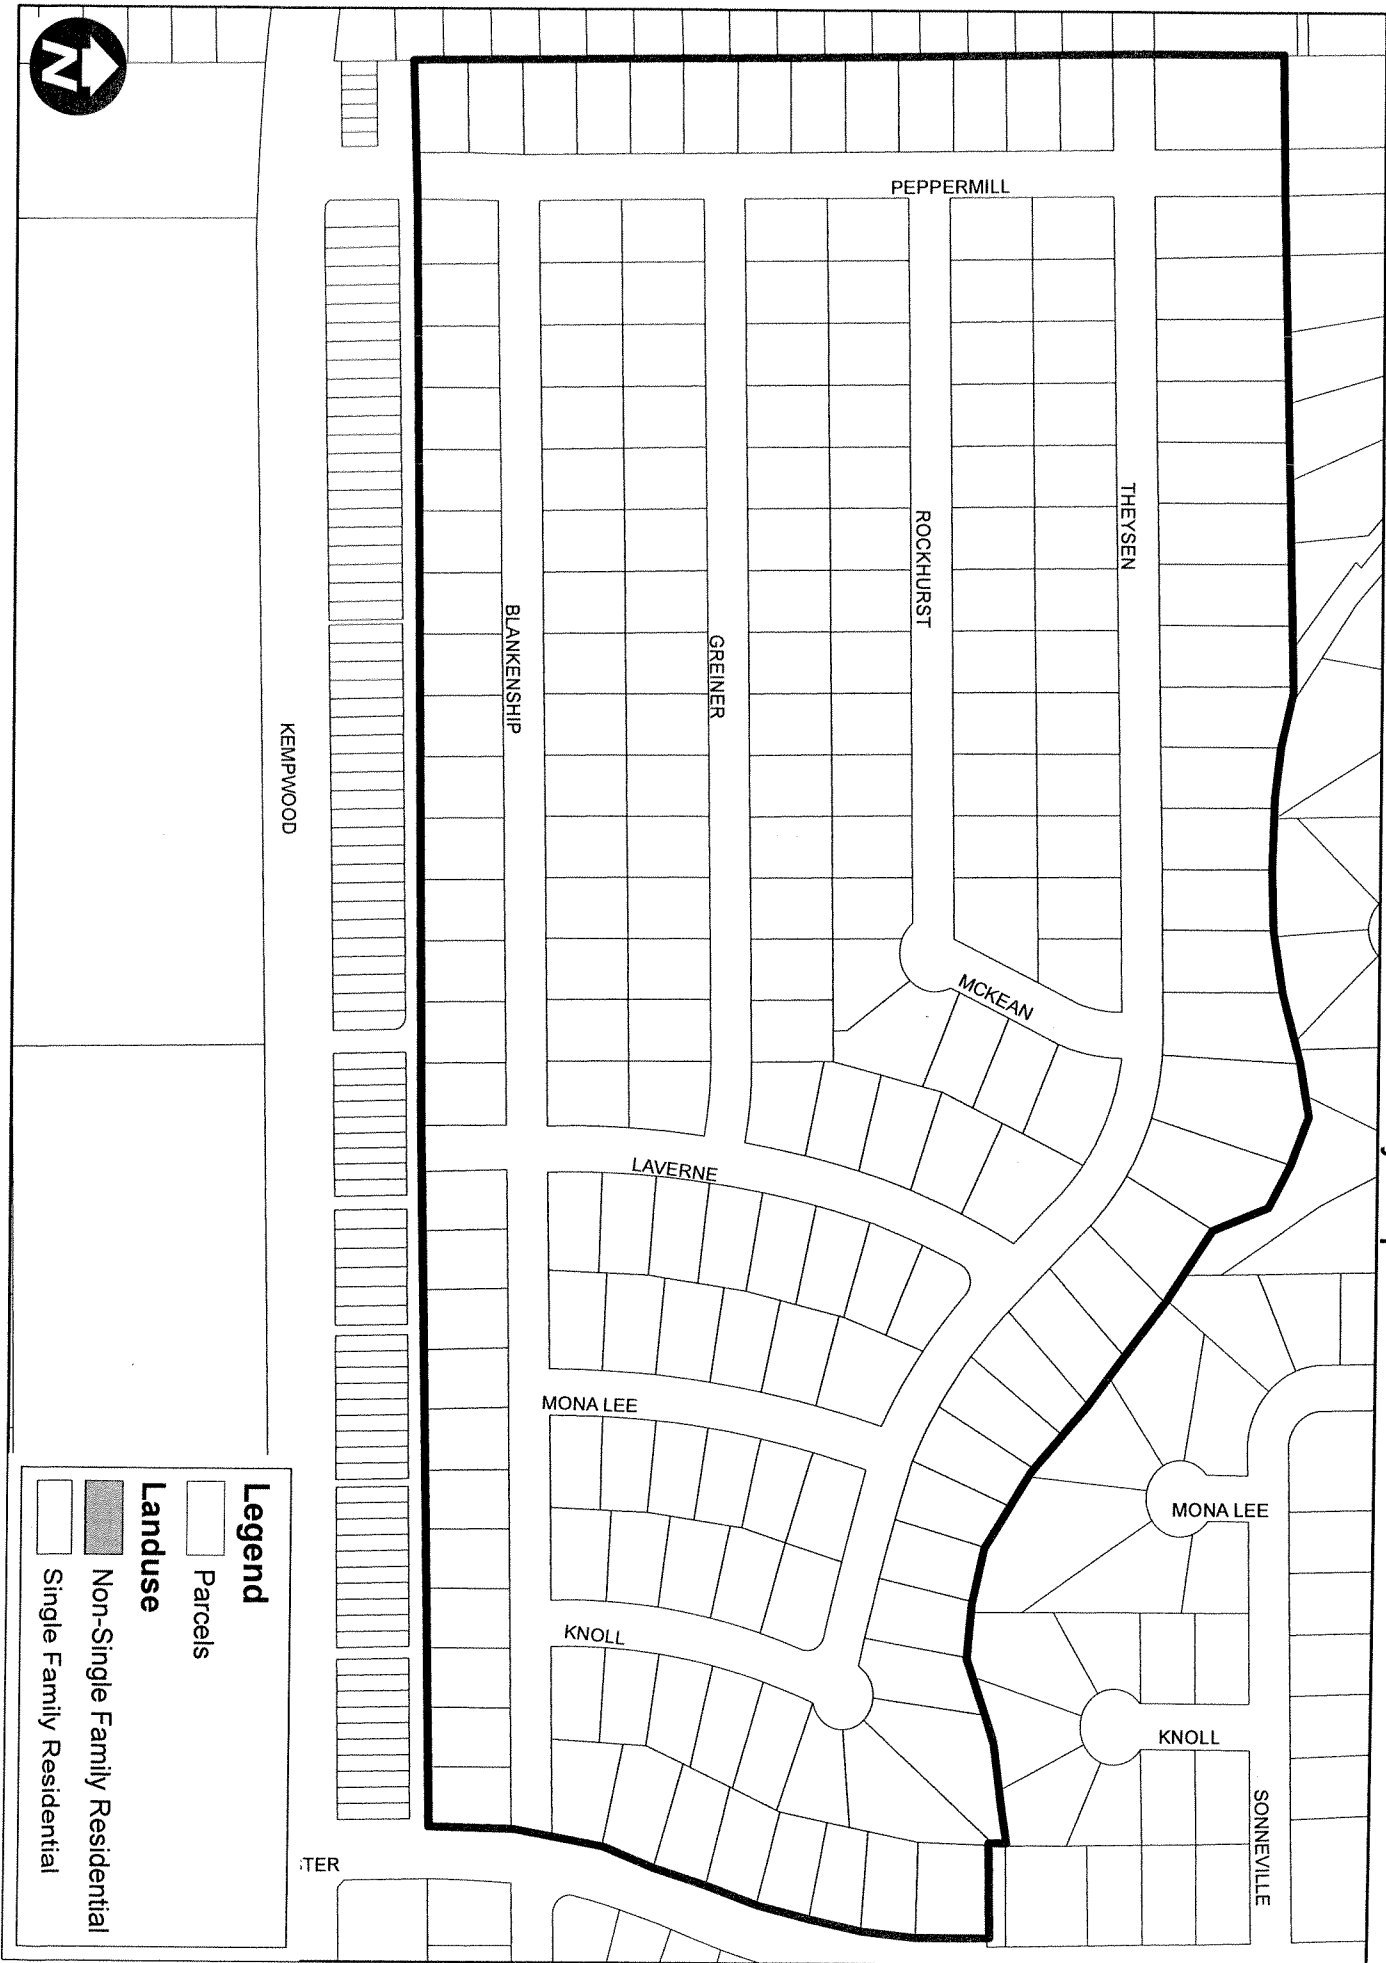 N
PEPPERMILL
THEYSEN
ROCKHURST
GREINER
BLANKENSHIP
KEMPWOOD
MCKEAN
LAVERNE
MONA LEE
MONA LEE
KNOLL
KNOLL
SONNEVILLE
TER
Legend
Parcels
Landuse
Non-Single Family Residential
Single Family Residential